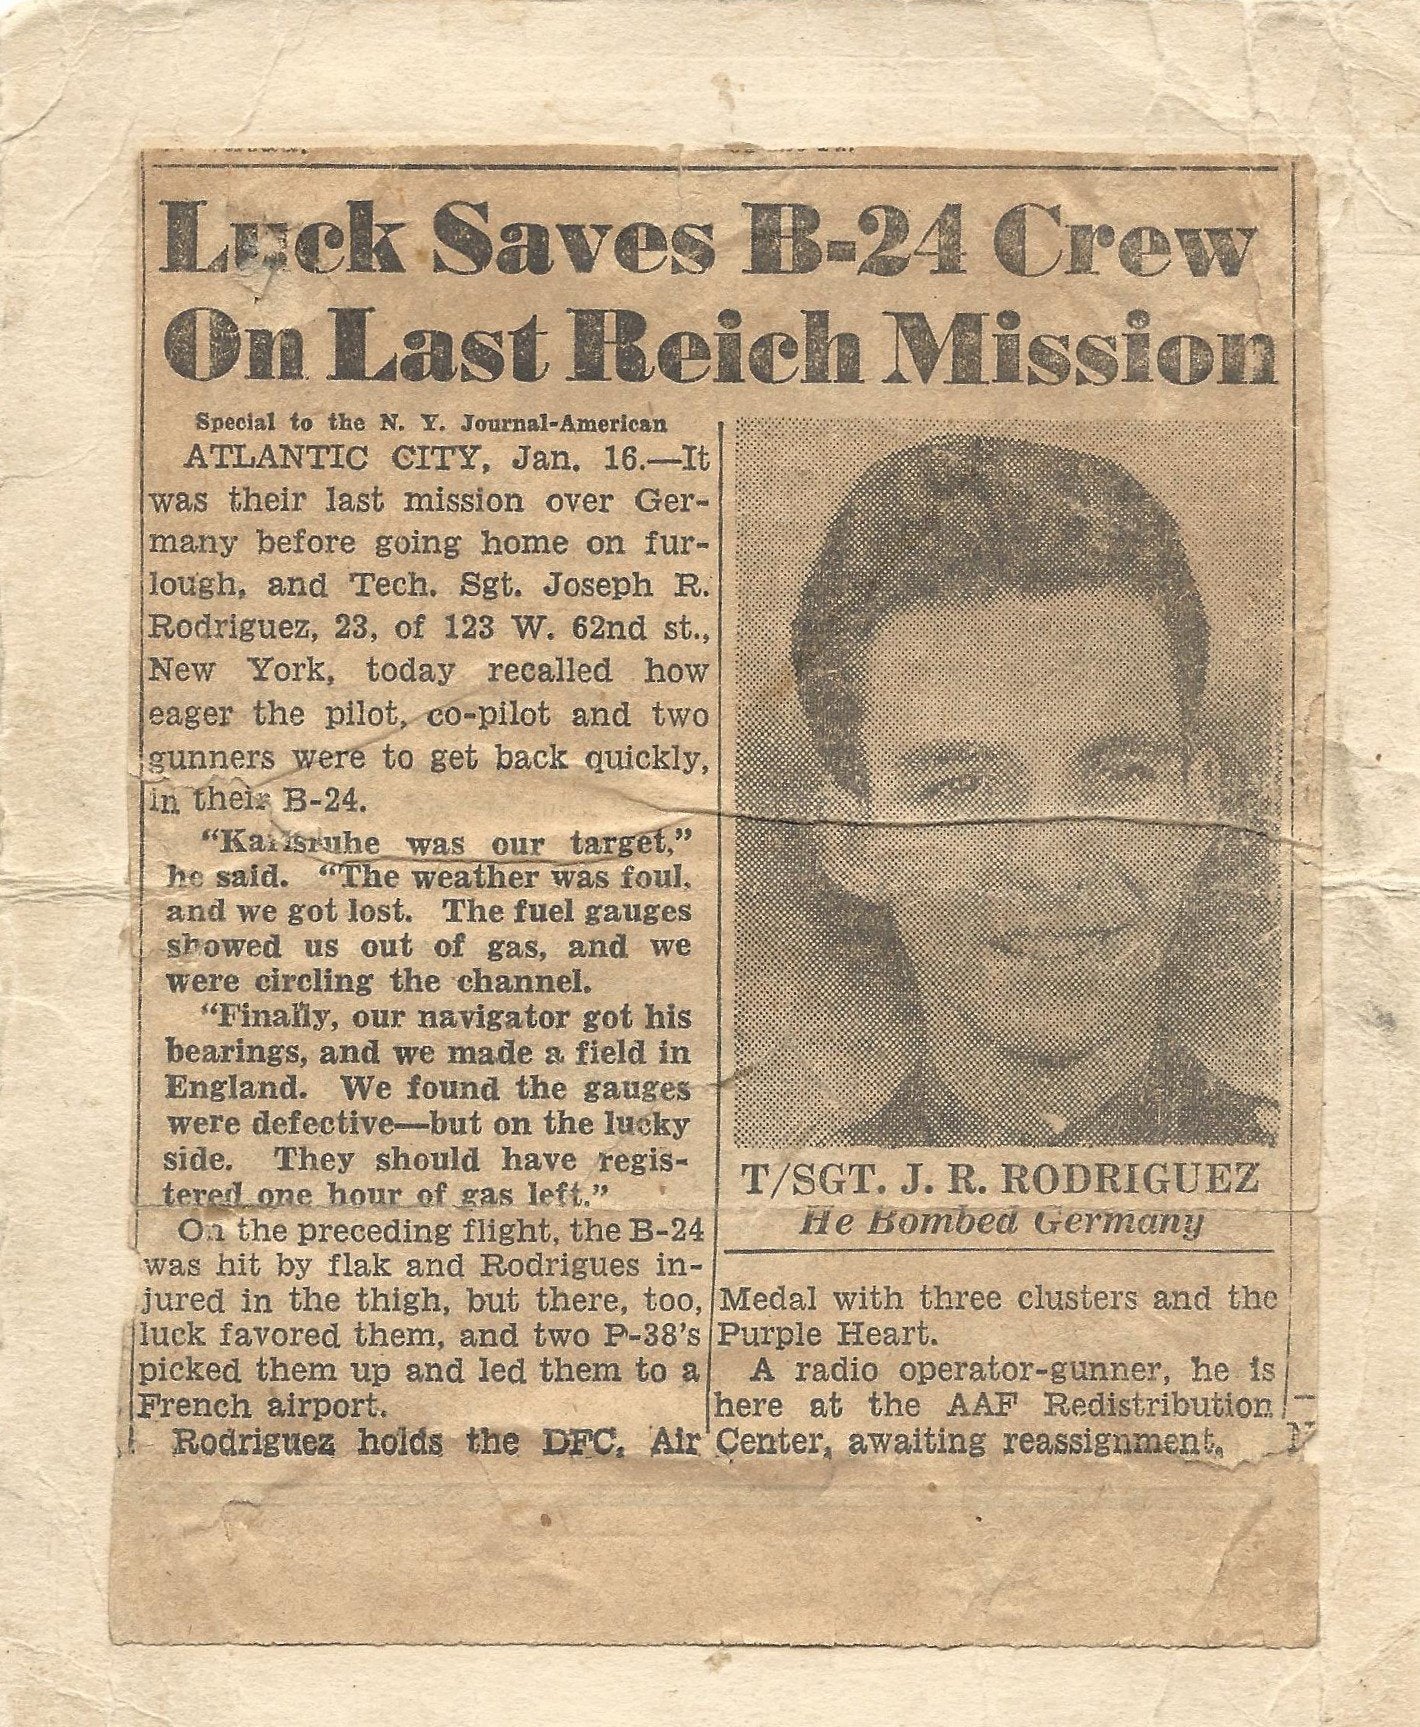 Luck Saves B-24 Crew
On Last Reich Mission
Special to the N. Y. Journal-American
ATLANTIC CITY, Jan. 16.—It
was their last mission over Ger-
many before going home on fur-
lough, and Tech. Sgt. Joseph R.
Rodriguez, 23, of 123 W. 62nd st.,
New York, today recalled how
eager the pilot, co-pilot and two
gunners were to get back quickly,
in their B-24.
“Karlsruhe was our target,”
he said. “The weather was foul,
and we got lost. The fuel gauges
showed us out of gas, and we
were circling the channel.
“Finally, our navigator got his
bearings, and we made a field in
England. We found the gauges
were defective—but on the lucky
side. They should have regis-
tered one hour of gas left.”
On the preceding flight, the B-24
was hit by flak and Rodrigues in-
jured in the thigh, but there, too,
luck favored them, and two P-38's
picked them up and led them to a
French airport.
Rodriguez holds the DFC, Air
T/SGT. J. R. RODRIGUEZ
He Bombed Germany
Medal with three clusters and the
Purple Heart.
A radio operator-gunner, he is
here at the AAF Redistribution
Center, awaiting reassignment.